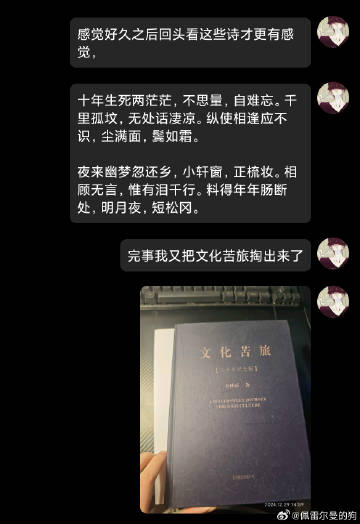 感觉好久之后回头看这些诗才更有感
觉，
十年生死两茫茫，不思量，自难忘。千
里孤坟，无处话凄凉。纵使相逢应不
识，尘满面，鬓如霜。
夜来幽梦忽还乡，小轩窗，正梳妆。相
顾无言，惟有泪千行。料得年年肠断
处，明月夜，短松冈。
完事我又把文化苦旅掏出来了
文化苦旅
2024.12.29
@佩雷尔曼的狗